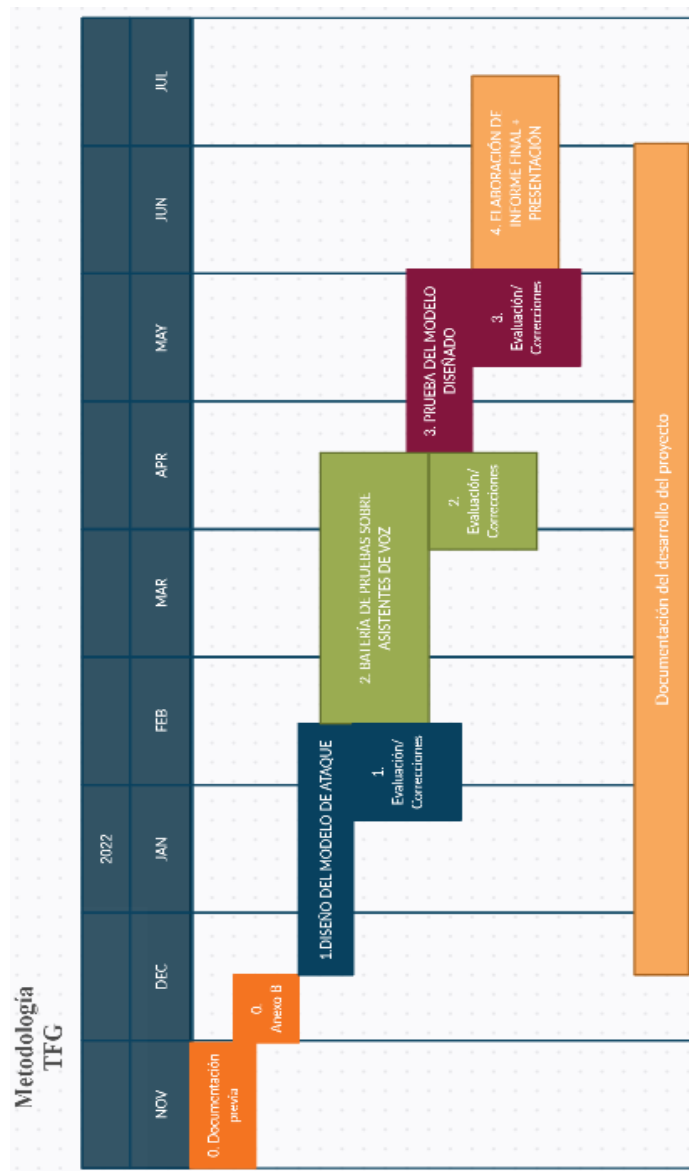 Metodología
TFG
2022
NOV
DEC
JAN
FEB
MAR
APR
MAY
JUN
JUL
0. Documentación
previa
0.
Anexo B
1.DISEÑO DEL MODELO DE ATAQUE
1.
Evaluación/
Correcciones
2. BATERÍA DE PRUEBAS SOBRE
ASISTENTES DE VOZ
2.
Evaluación/
Correcciones
3. PRUEBA DEL MODELO
DISEÑADO
3.
Evaluación/
Correcciones
4. ELABORACIÓN DE
INFORME FINAL +
PRESENTACIÓN
Documentación del desarrollo del proyecto